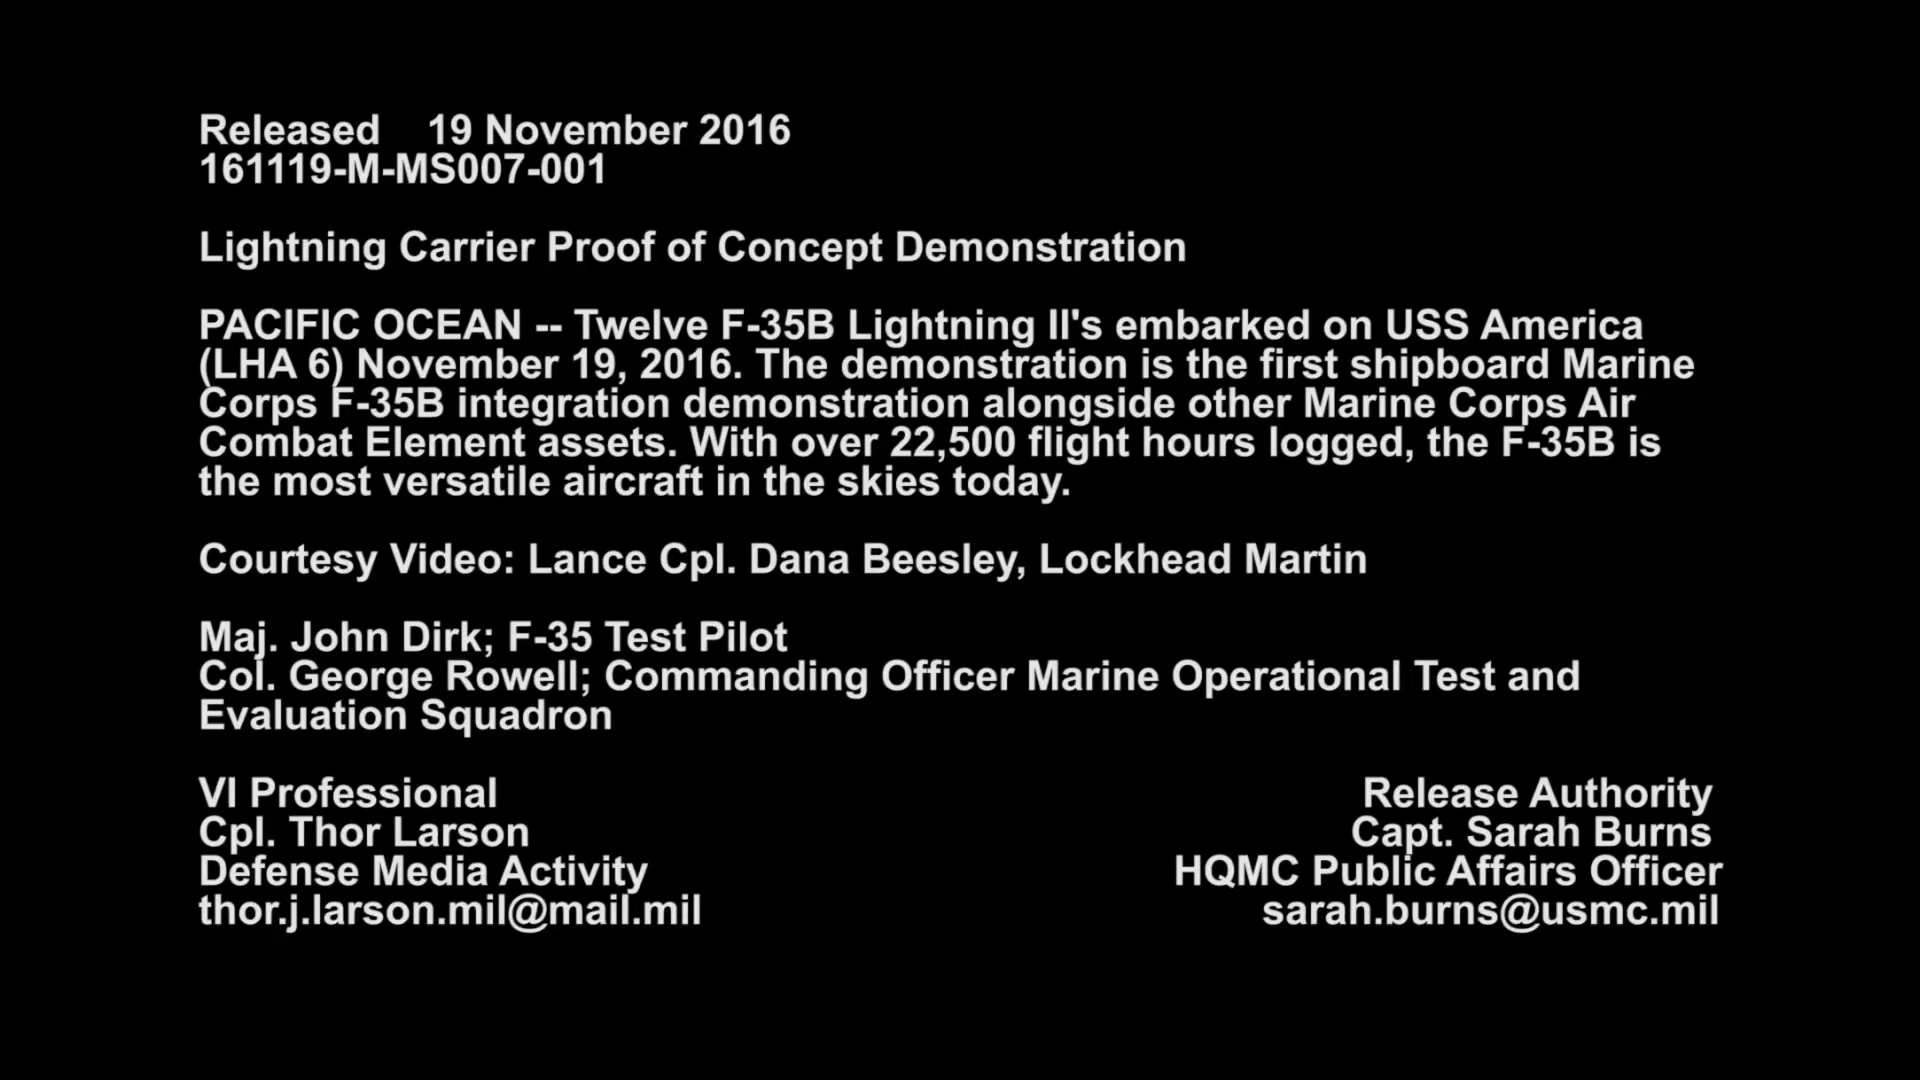 Released 19 November 2016
161119-M-MS007-001
Lightning Carrier Proof of Concept Demonstration
PACIFIC OCEAN -- Twelve F-35B Lightning II's embarked on USS America
(LHA 6) November 19, 2016. The demonstration is the first shipboard Marine
Corps F-35B integration demonstration alongside other Marine Corps Air
Combat Element assets. With over 22,500 flight hours logged, the F-35B is
the most versatile aircraft in the skies today.
Courtesy Video: Lance Cpl. Dana Beesley, Lockhead Martin
Maj. John Dirk; F-35 Test Pilot
Col. George Rowell; Commanding Officer Marine Operational Test and
Evaluation Squadron
VI Professional
Cpl. Thor Larson
Defense Media Activity
thor.j.larson.mil@mail.mil
Release Authority
Capt. Sarah Burns
HQMC Public Affairs Officer
sarah.burns@usmc.mil